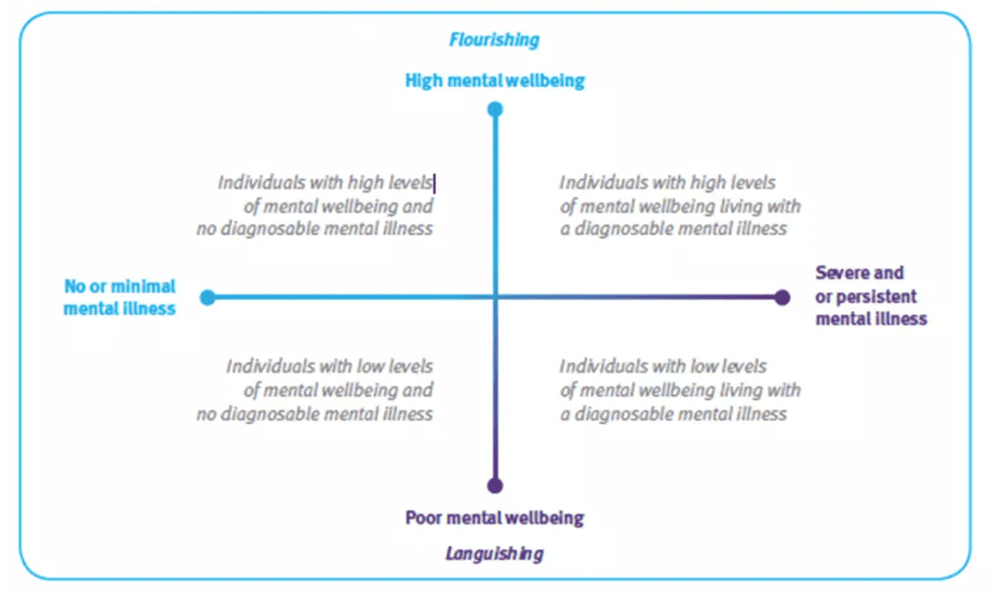 Flourishing
High mental wellbeing
Individuals with high levels
of mental wellbeing and
no diagnosable mental illness
Individuals with high levels
of mental wellbeing living with
a diagnosable mental illness
No or minimal
mental illness
Severe and
or persistent
mental illness
Individuals with low levels
of mental wellbeing and
no diagnosable mental illness
Individuals with low levels
of mental wellbeing living with
a diagnosable mental illness
Poor mental wellbeing
Languishing